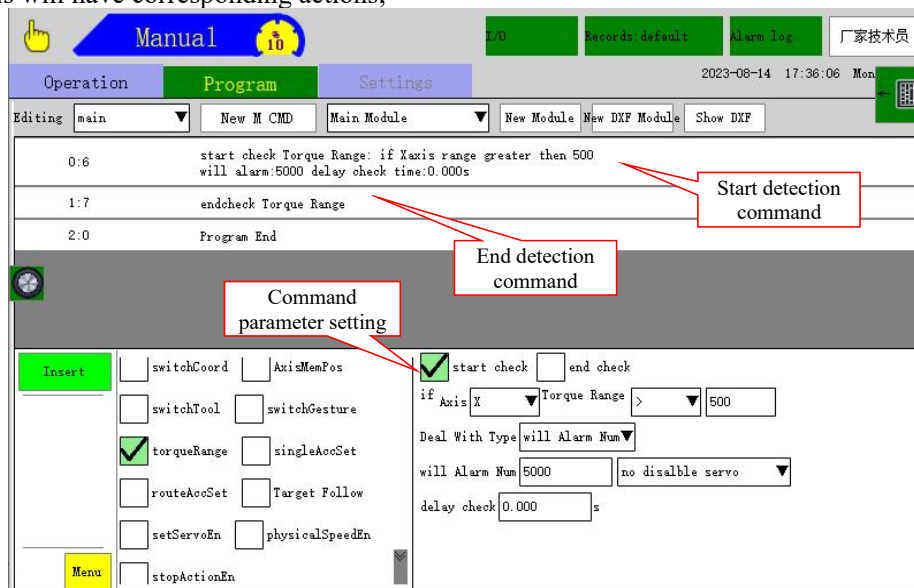 s will have corresponding actions,
Manual
%
10
I/O
Records:default
Alarm log
厂家技术员
Operation
Program
Settings
2023-08-14 17:36:06 Mon
Editing
main
New M CMD
Main Module
New Module
New DXF Module
Show DXF
0:6
start check Torque Range: if Xaxis range greater then 500
will alarm:5000 delay check time:0.000s
Start detection
command
1:7
endcheck Torque Range
2:0
Program End
End detection
command
Command
parameter setting
Insert
switchCoord
AxisMemPos
switchTool
switchGesture
torqueRange
singleAccSet
routeAccSet
Target Follow
setServoEn
physicalSpeedEn
stopActionEn
Menu
start check
end check
if Axis X Torque Range > 500
Deal With Type will Alarm Num
will Alarm Num 5000 no disalble servo
delay check 0.000 s